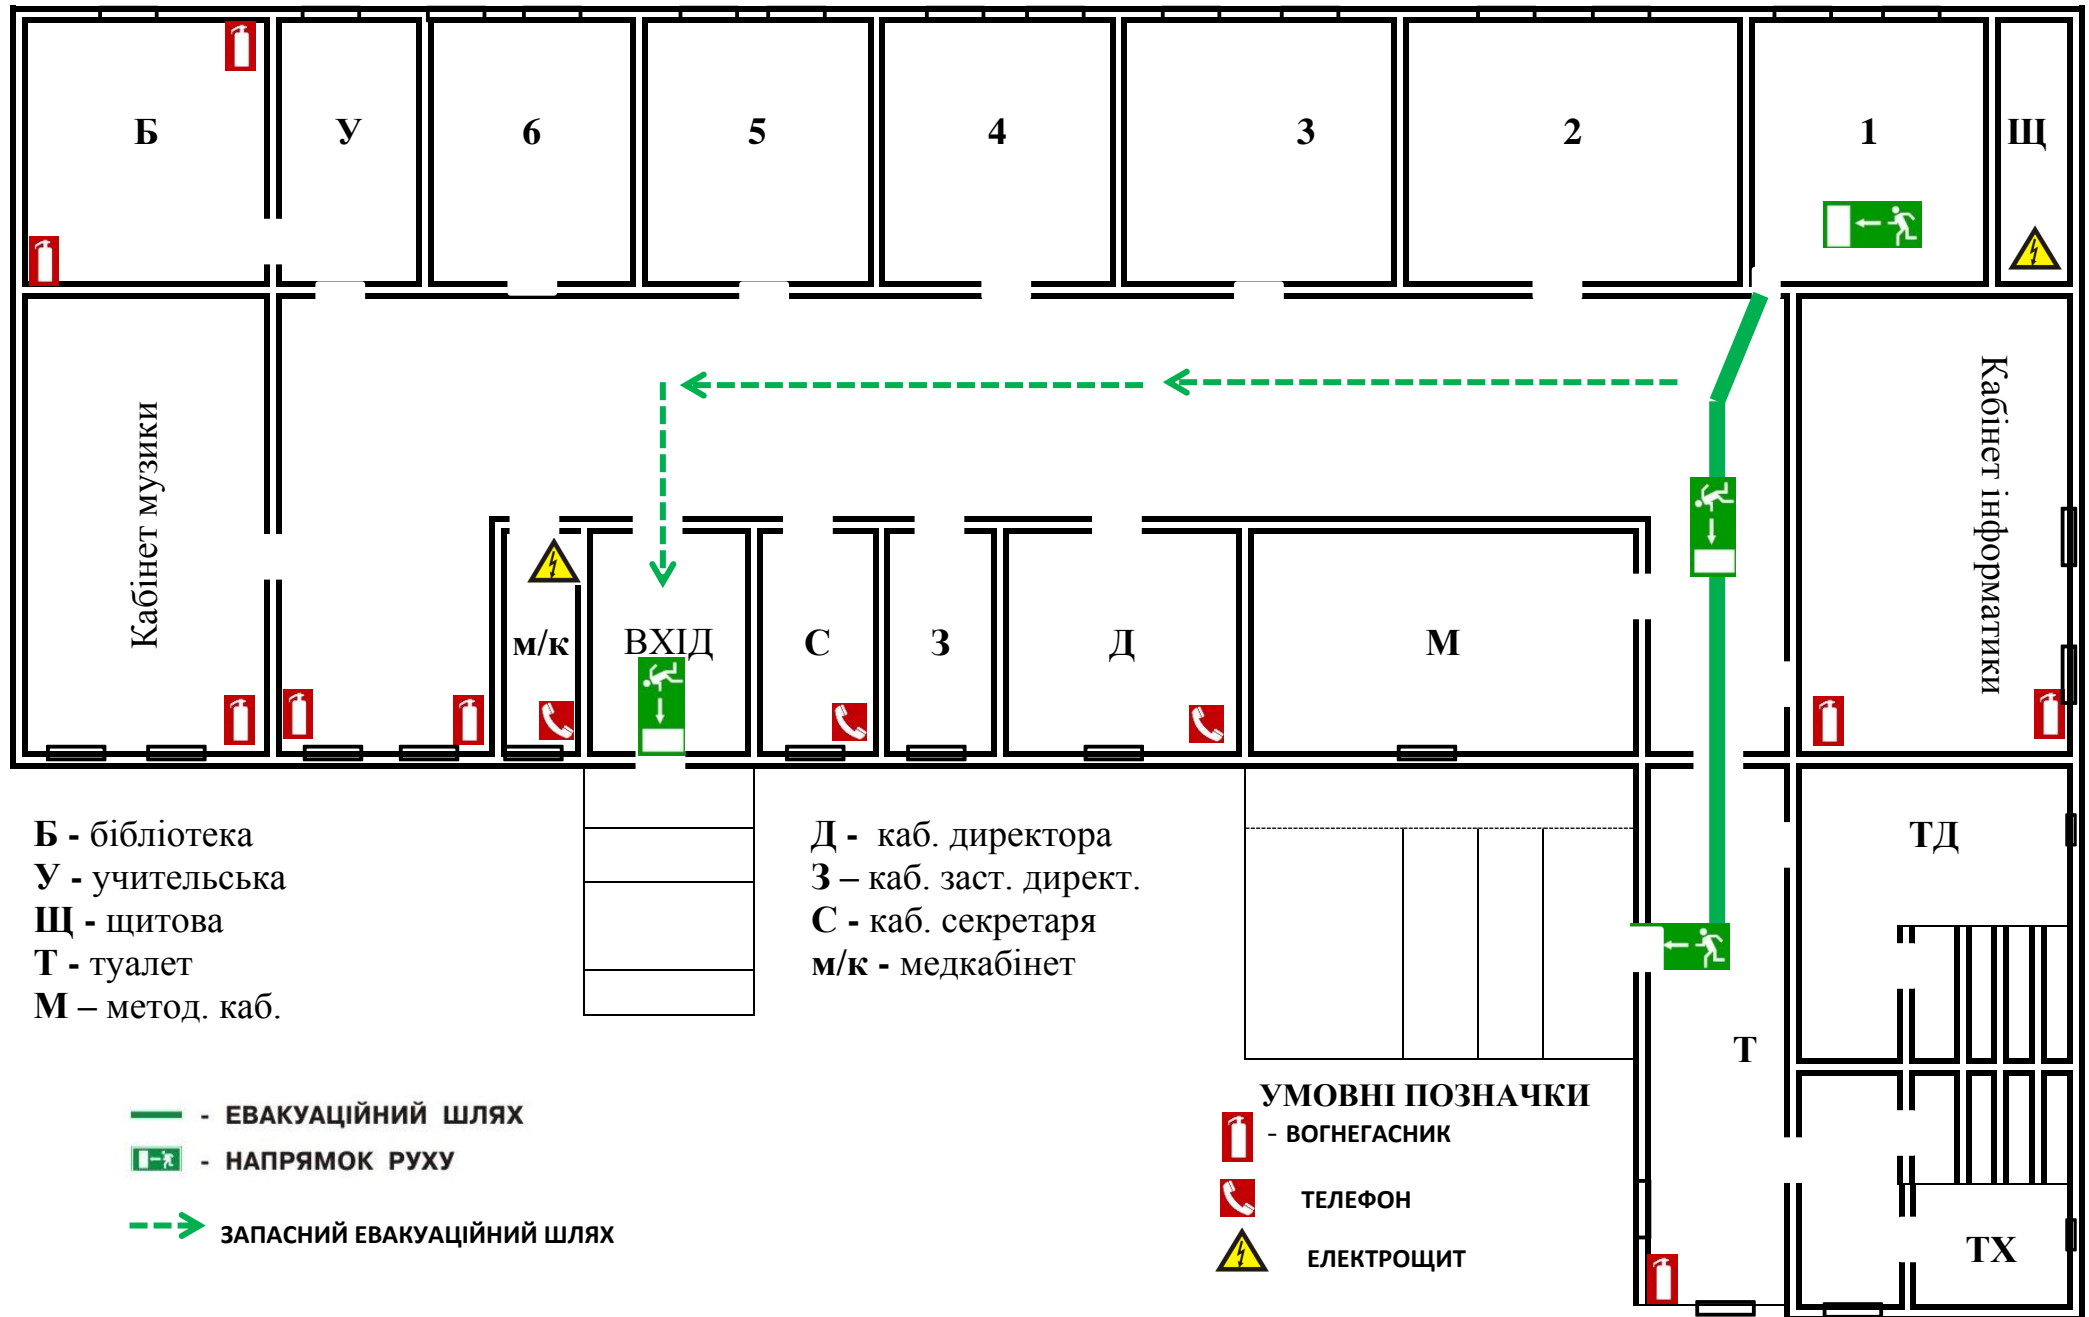 Б
У
6
5
4
3
2
1
Щ
Кабінет музики
Кабінет інформатики
м/к
ВХІД
С
З
Д
М
Б - бібліотека
У - учительська
Щ - щитова
Т - туалет
М – метод. каб.
Д - каб. директора
З – каб. заст. директ.
С - каб. секретаря
м/к - медкабінет
ТД
Т
ТХ
- ЕВАКУАЦІЙНИЙ ШЛЯХ
- НАПРЯМОК РУХУ
ЗАПАСНИЙ ЕВАКУАЦІЙНИЙ ШЛЯХ
УМОВНІ ПОЗНАЧКИ
- ВОГНЕГАСНИК
ТЕЛЕФОН
ЕЛЕКТРОЩИТ